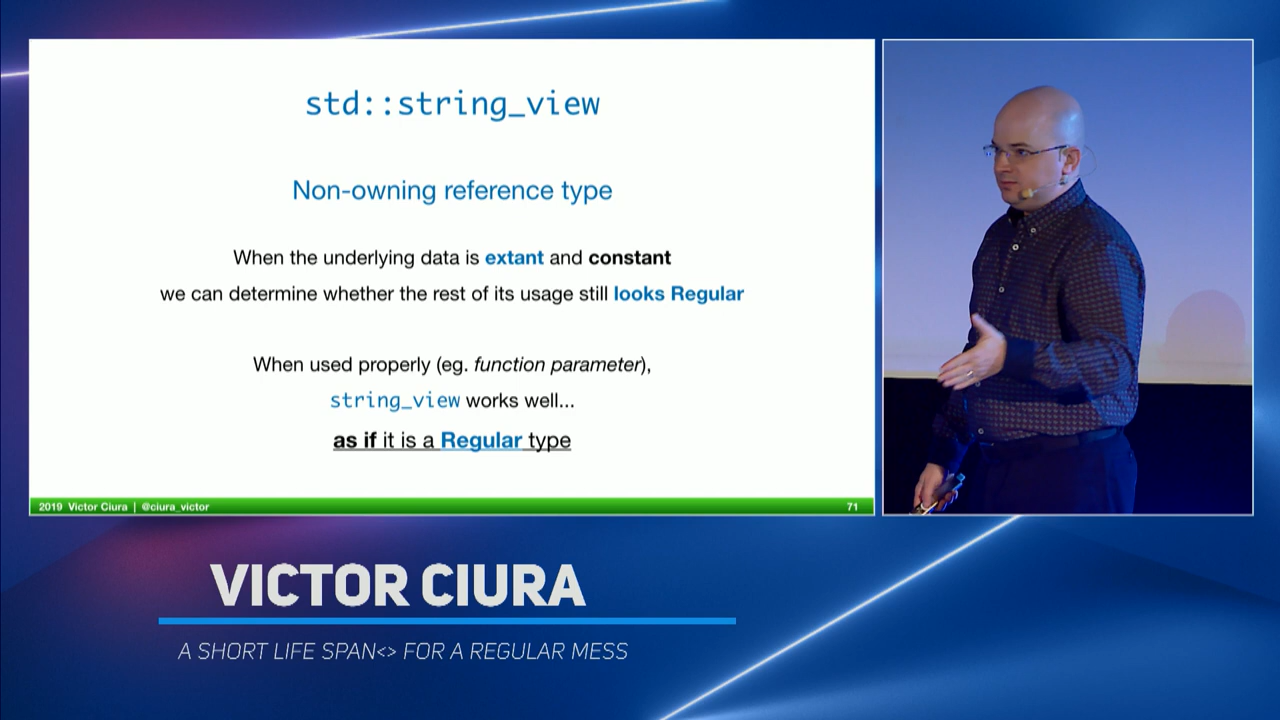 std::string_view
Non-owning reference type
When the underlying data is extant and constant
we can determine whether the rest of its usage still looks Regular
When used properly (eg. function parameter),
string_view works well...
as if it is a Regular type
2019 Victor Ciura | @ciura_victor
71
VICTOR CIURA
A SHORT LIFE SPAN<> FOR A REGULAR MESS